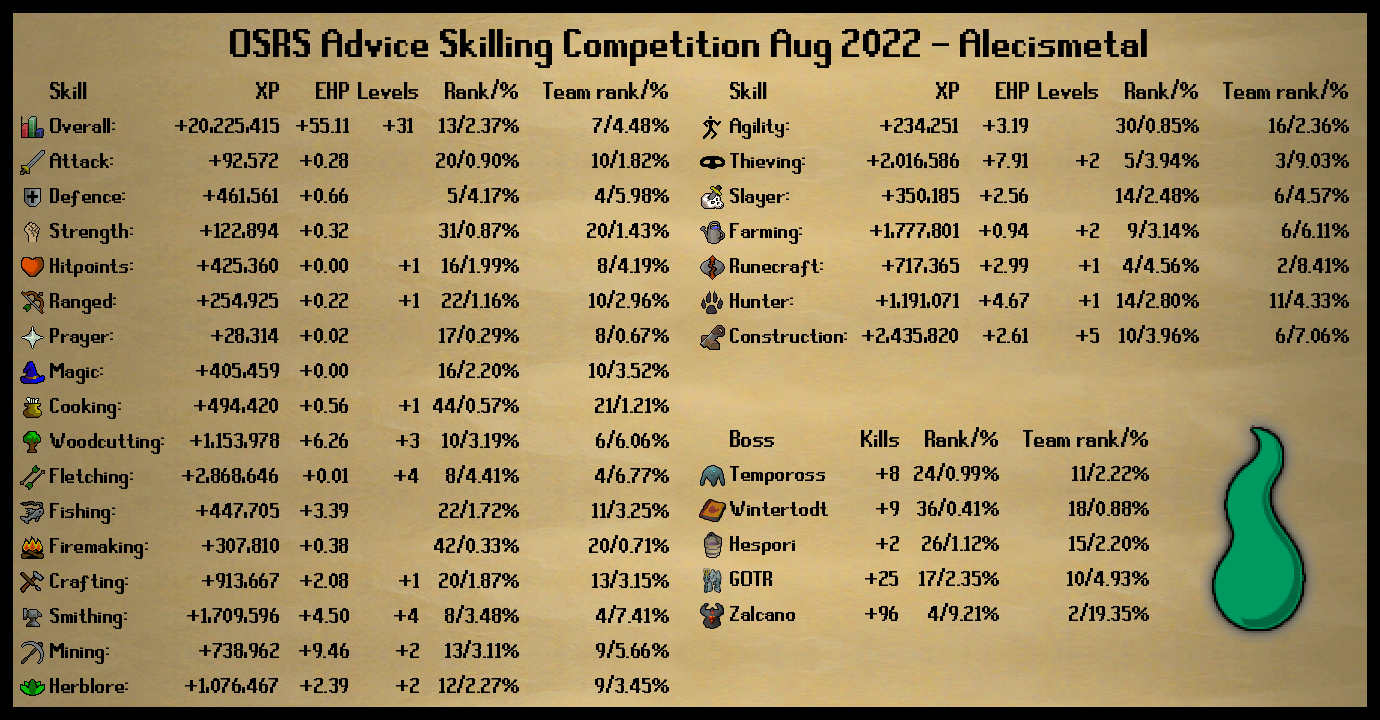 OSRS Advice Skilling Competition Aug 2022 - Alecismetal
Skill XP EHP Levels Rank/% Team rank/%
Overall: +20,225,415 +55.11 +31 13/2.37% 7/4.48%
Attack: +92,572 +0.28 20/0.90% 10/1.82%
Defence: +461,561 +0.66 5/4.17% 4/5.98%
Strength: +122,894 +0.32 31/0.87% 20/1.43%
Hitpoints: +425,360 +0.00 +1 16/1.99% 8/4.19%
Ranged: +254,925 +0.22 +1 22/1.16% 10/2.96%
Prayer: +28,314 +0.02 17/0.29% 8/0.67%
Magic: +405,459 +0.00 16/2.20% 10/3.52%
Cooking: +494,420 +0.56 +1 44/0.57% 21/1.21%
Woodcutting: +1,153,978 +6.26 +3 10/3.19% 6/6.06%
Fletching: +2,868,646 +0.01 +4 8/4.41% 4/6.77%
Fishing: +447,705 +3.39 22/1.72% 11/3.25%
Firemaking: +307,810 +0.38 42/0.33% 20/0.71%
Crafting: +913,667 +2.08 +1 20/1.87% 13/3.15%
Smithing: +1,709,596 +4.50 +4 8/3.48% 4/7.41%
Mining: +738,962 +9.46 +2 13/3.11% 9/5.66%
Herblore: +1,076,467 +2.39 +2 12/2.27% 9/3.45%
Skill XP EHP Levels Rank/% Team rank/%
Agility: +234,251 +3.19 30/0.85% 16/2.36%
Thieving: +2,016,586 +7.91 +2 5/3.94% 3/9.03%
Slayer: +350,185 +2.56 14/2.48% 6/4.57%
Farming: +1,777,801 +0.94 +2 9/3.14% 6/6.11%
Runecraft: +717,365 +2.99 +1 4/4.56% 2/8.41%
Hunter: +1,191,071 +4.67 +1 14/2.80% 11/4.33%
Construction: +2,435,820 +2.61 +5 10/3.96% 6/7.06%
Boss Kills Rank/% Team rank/%
Tempoross +8 24/0.99% 11/2.22%
Wintertodt +9 36/0.41% 18/0.88%
Hespori +2 26/1.12% 15/2.20%
GOTR +25 17/2.35% 10/4.93%
Zalcano +96 4/9.21% 2/19.35%